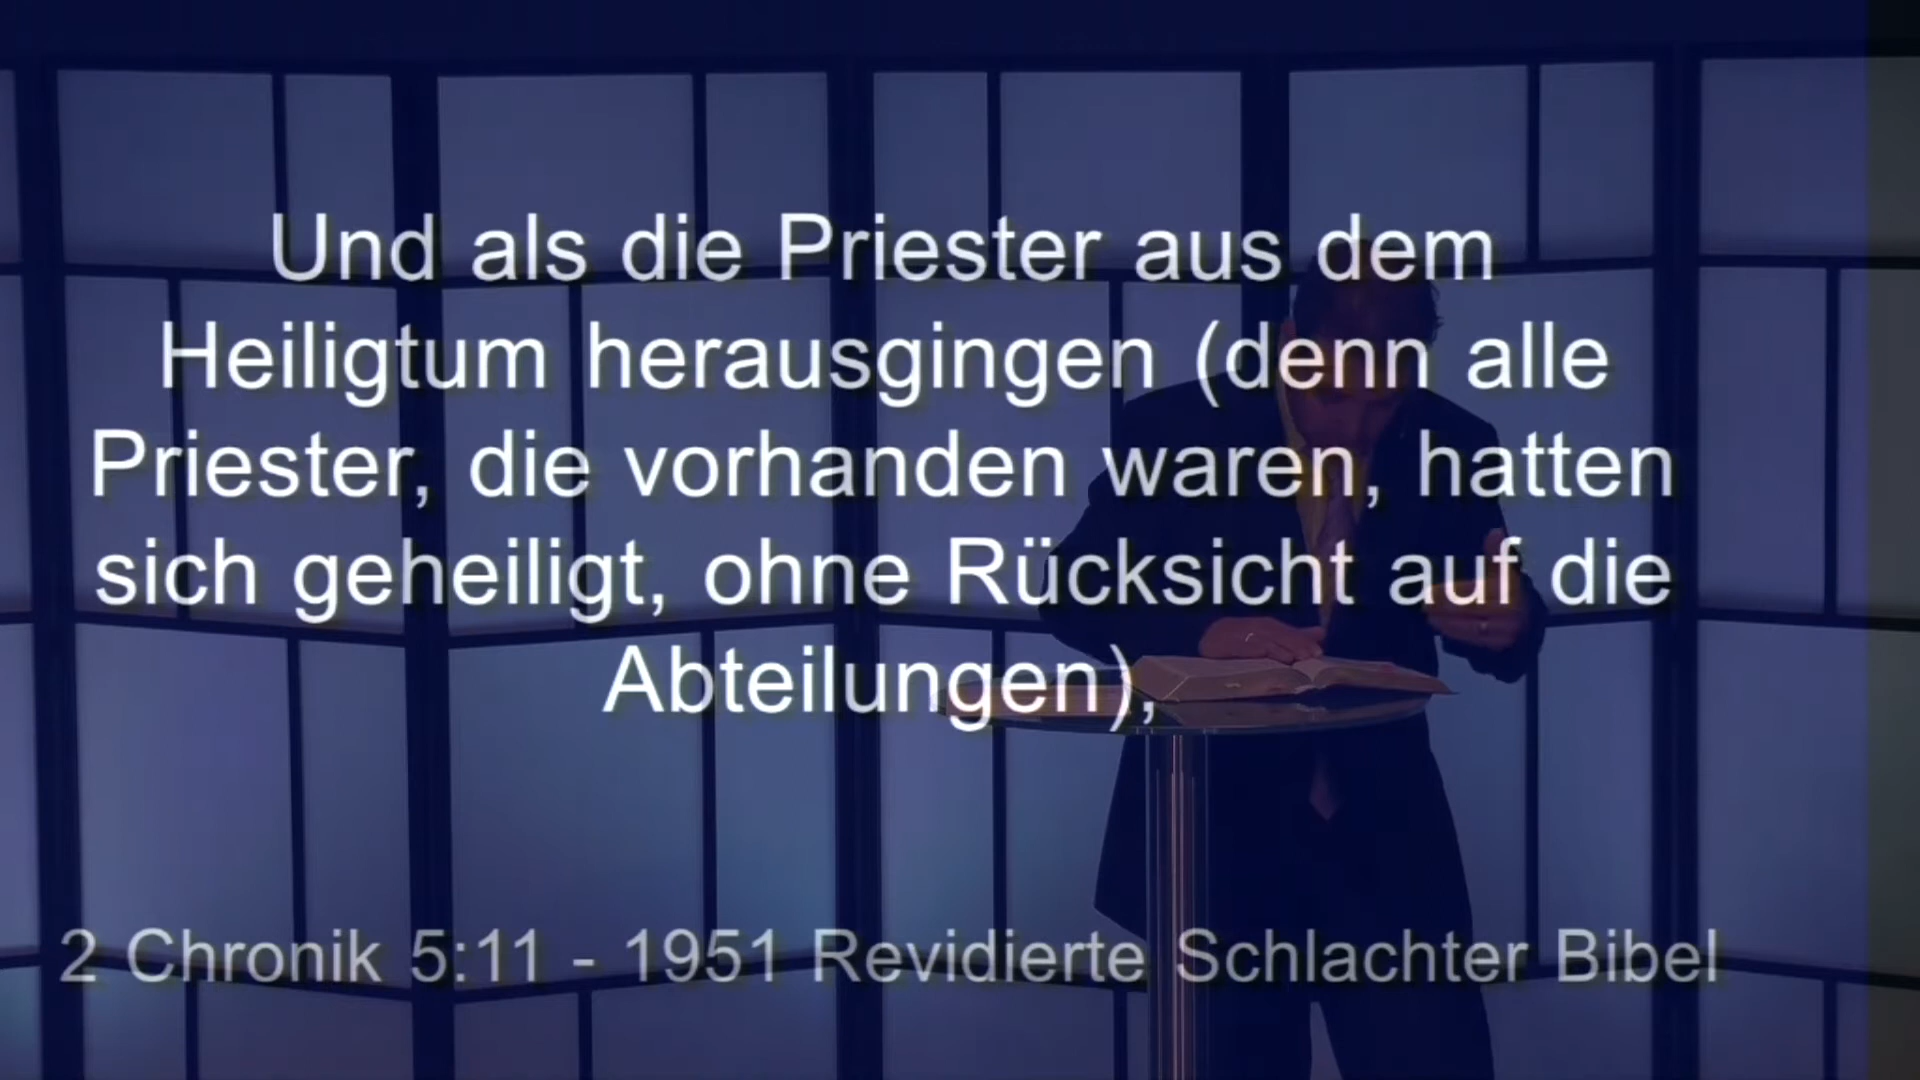 Und als die Priester aus dem
Heiligtum herausgingen (denn alle
Priester, die vorhanden waren, hatten
sich geheiligt, ohne Rücksicht auf die
Abteilungen),
2 Chronik 5:11 - 1951 Revidierte Schlachter Bibel